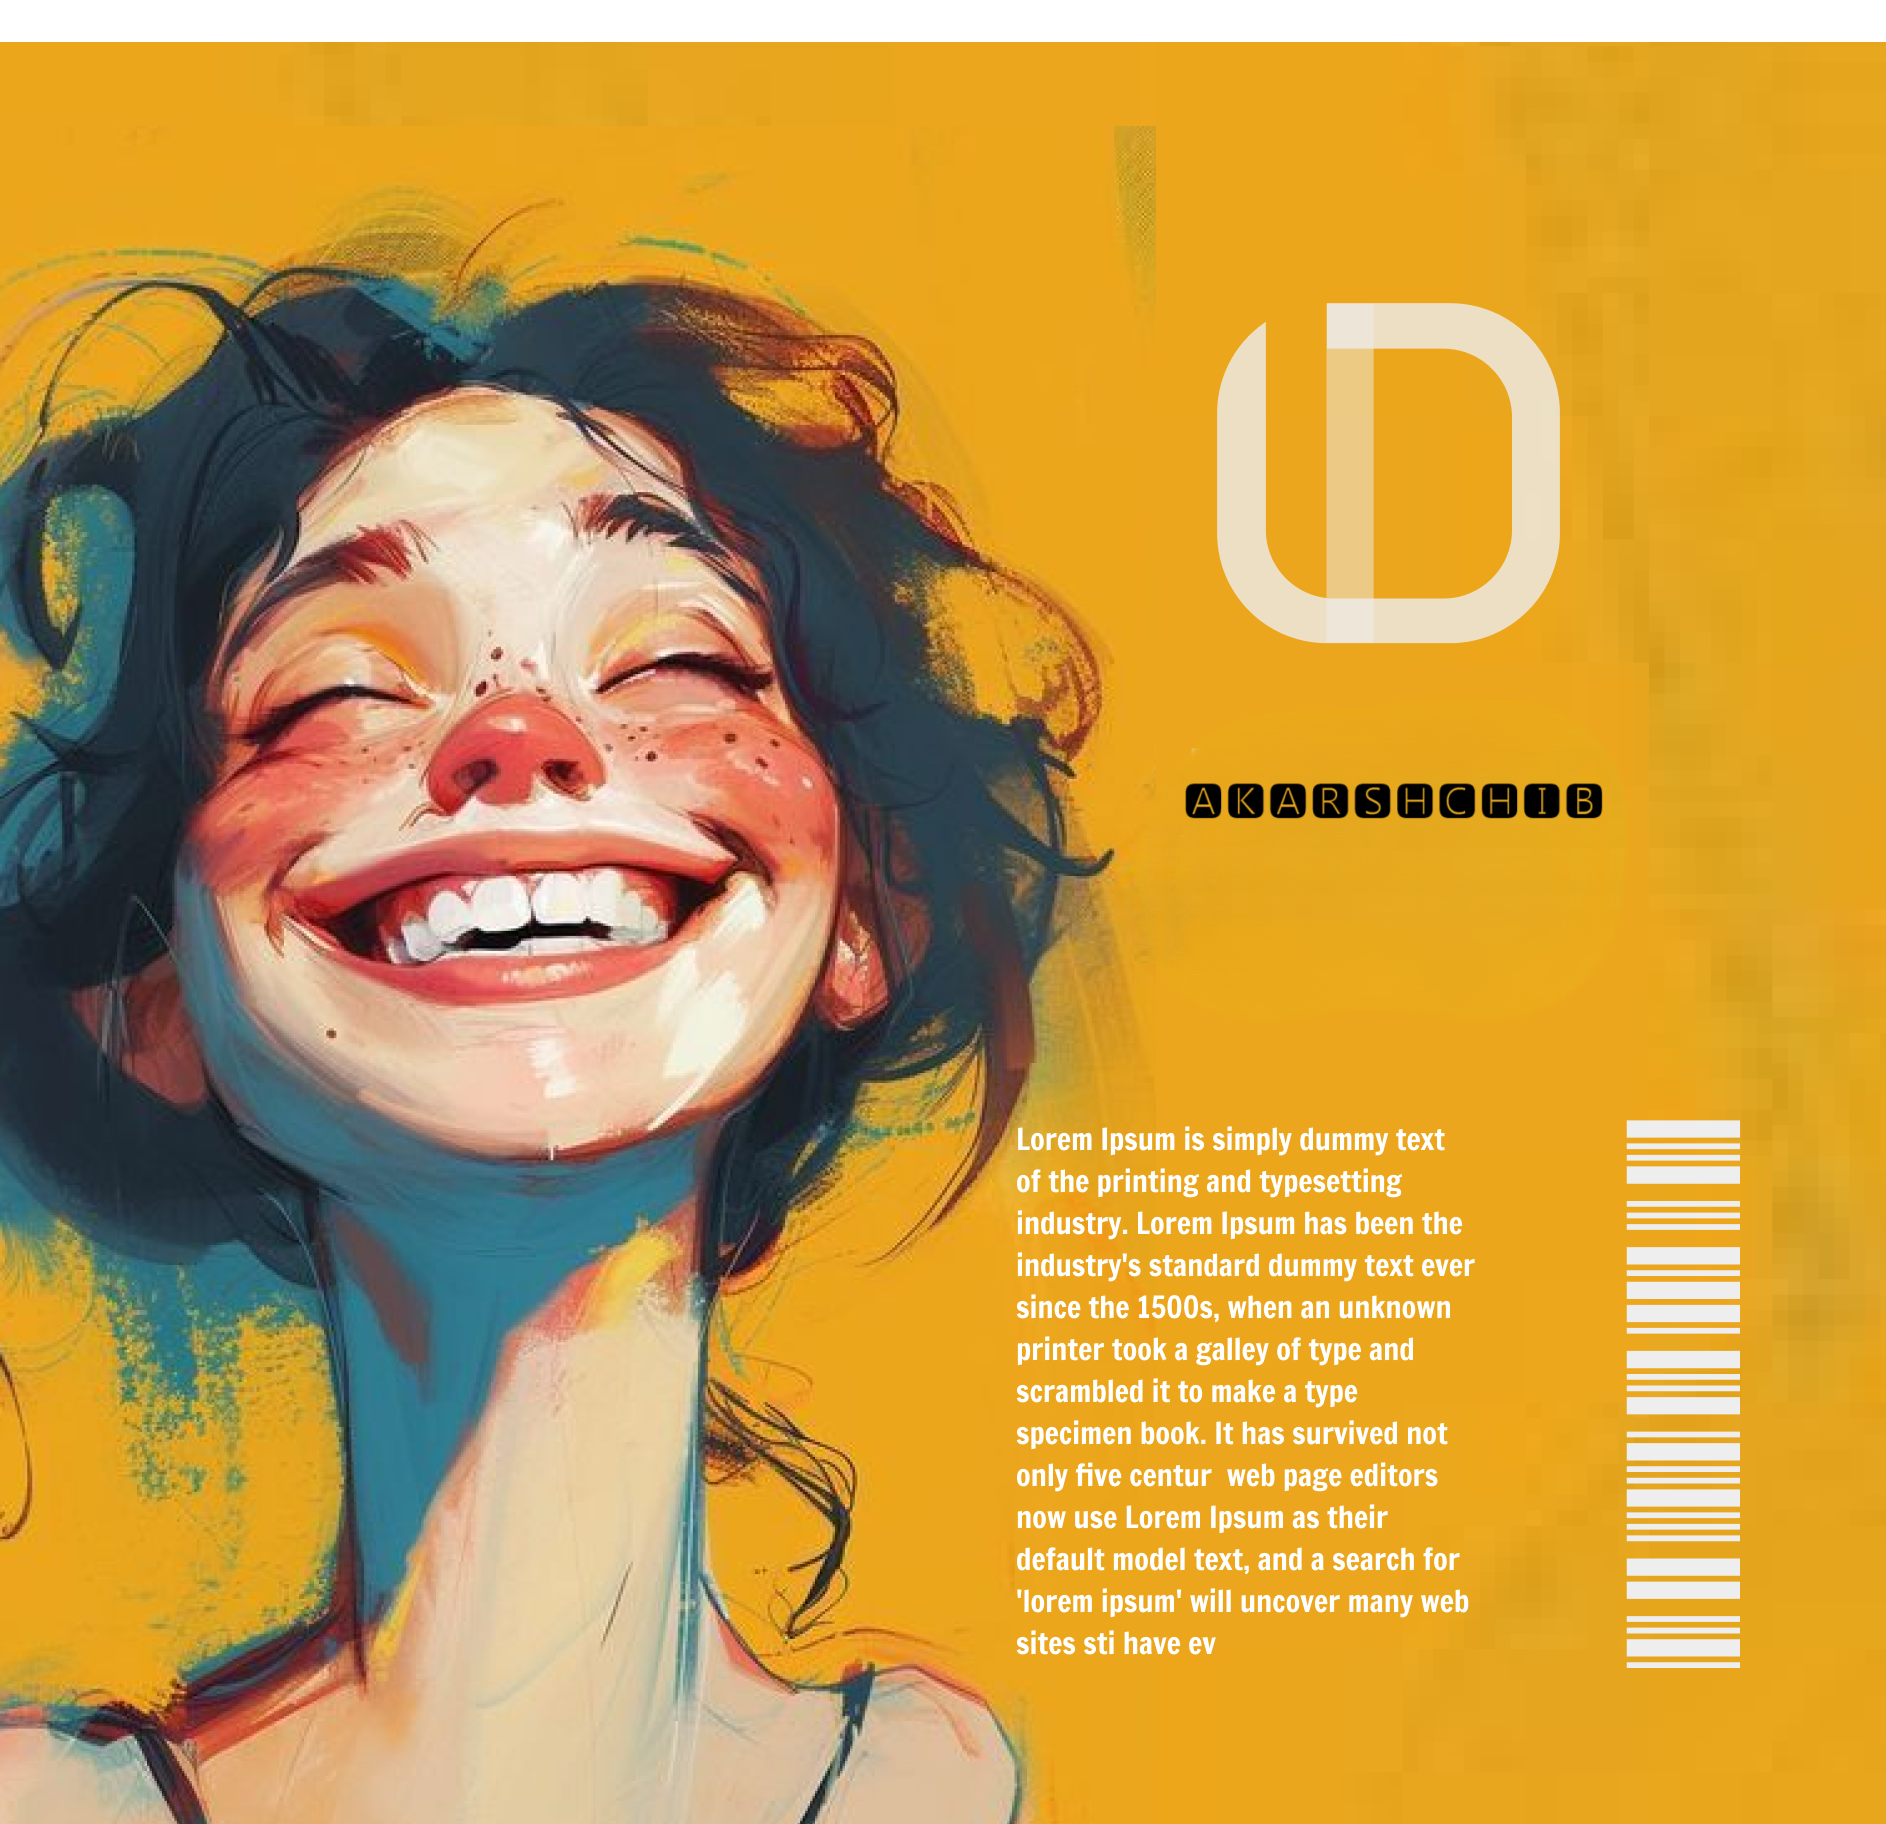 AKARSHCHIB
Lorem Ipsum is simply dummy text
of the printing and typesetting
industry. Lorem Ipsum has been the
industry's standard dummy text ever
since the 1500s, when an unknown
printer took a galley of type and
scrambled it to make a type
specimen book. It has survived not
only five centur  web page editors
now use Lorem Ipsum as their
default model text, and a search for
'lorem ipsum' will uncover many web
sites sti have ev